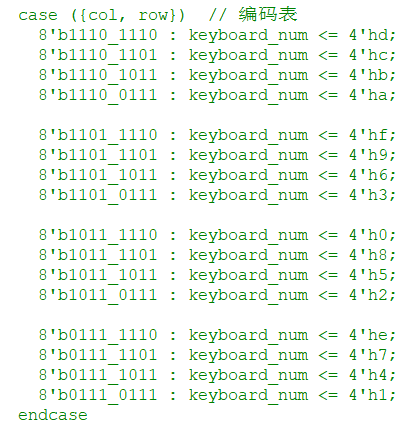 case ({col, row})  // 编码表
8'b1110_1110 : keyboard_num <= 4'hd;
8'b1110_1101 : keyboard_num <= 4'hc;
8'b1110_1011 : keyboard_num <= 4'hb;
8'b1110_0111 : keyboard_num <= 4'ha;
8'b1101_1110 : keyboard_num <= 4'hf;
8'b1101_1101 : keyboard_num <= 4'h9;
8'b1101_1011 : keyboard_num <= 4'h6;
8'b1101_0111 : keyboard_num <= 4'h3;
8'b1011_1110 : keyboard_num <= 4'h0;
8'b1011_1101 : keyboard_num <= 4'h8;
8'b1011_1011 : keyboard_num <= 4'h5;
8'b1011_0111 : keyboard_num <= 4'h2;
8'b0111_1110 : keyboard_num <= 4'he;
8'b0111_1101 : keyboard_num <= 4'h7;
8'b0111_1011 : keyboard_num <= 4'h4;
8'b0111_0111 : keyboard_num <= 4'h1;
endcase